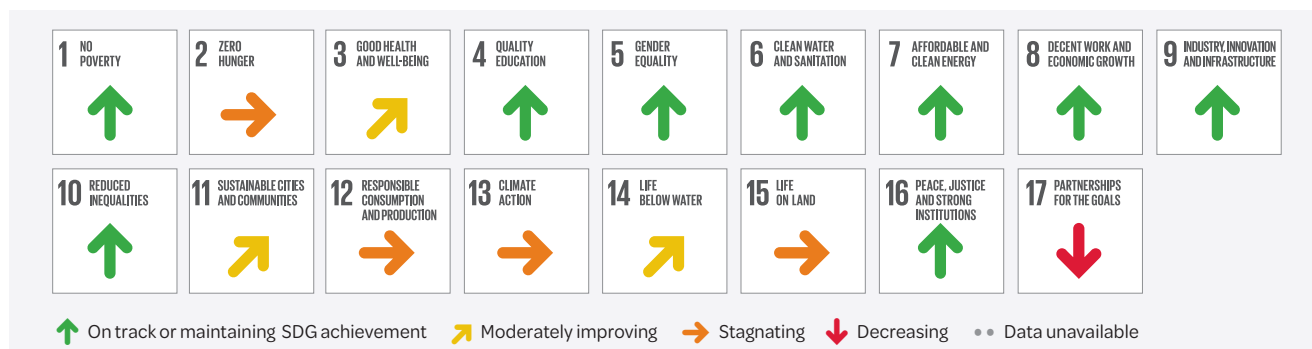 1 NO
POVERTY
2 ZERO
HUNGER
3 GOOD HEALTH
AND WELL-BEING
4 QUALITY
EDUCATION
5 GENDER
EQUALITY
6 CLEAN WATER
AND SANITATION
7 AFFORDABLE AND
CLEAN ENERGY
8 DECENT WORK AND
ECONOMIC GROWTH
9 INDUSTRY, INNOVATION
AND INFRASTRUCTURE
10 REDUCED
INEQUALITIES
11 SUSTAINABLE CITIES
AND COMMUNITIES
12 RESPONSIBLE
CONSUMPTION
AND PRODUCTION
13 CLIMATE
ACTION
14 LIFE
BELOW WATER
15 LIFE
ON LAND
16 PEACE, JUSTICE
AND STRONG
INSTITUTIONS
17 PARTNERSHIPS
FOR THE GOALS
On track or maintaining SDG achievement Moderately improving Stagnating Decreasing Data unavailable